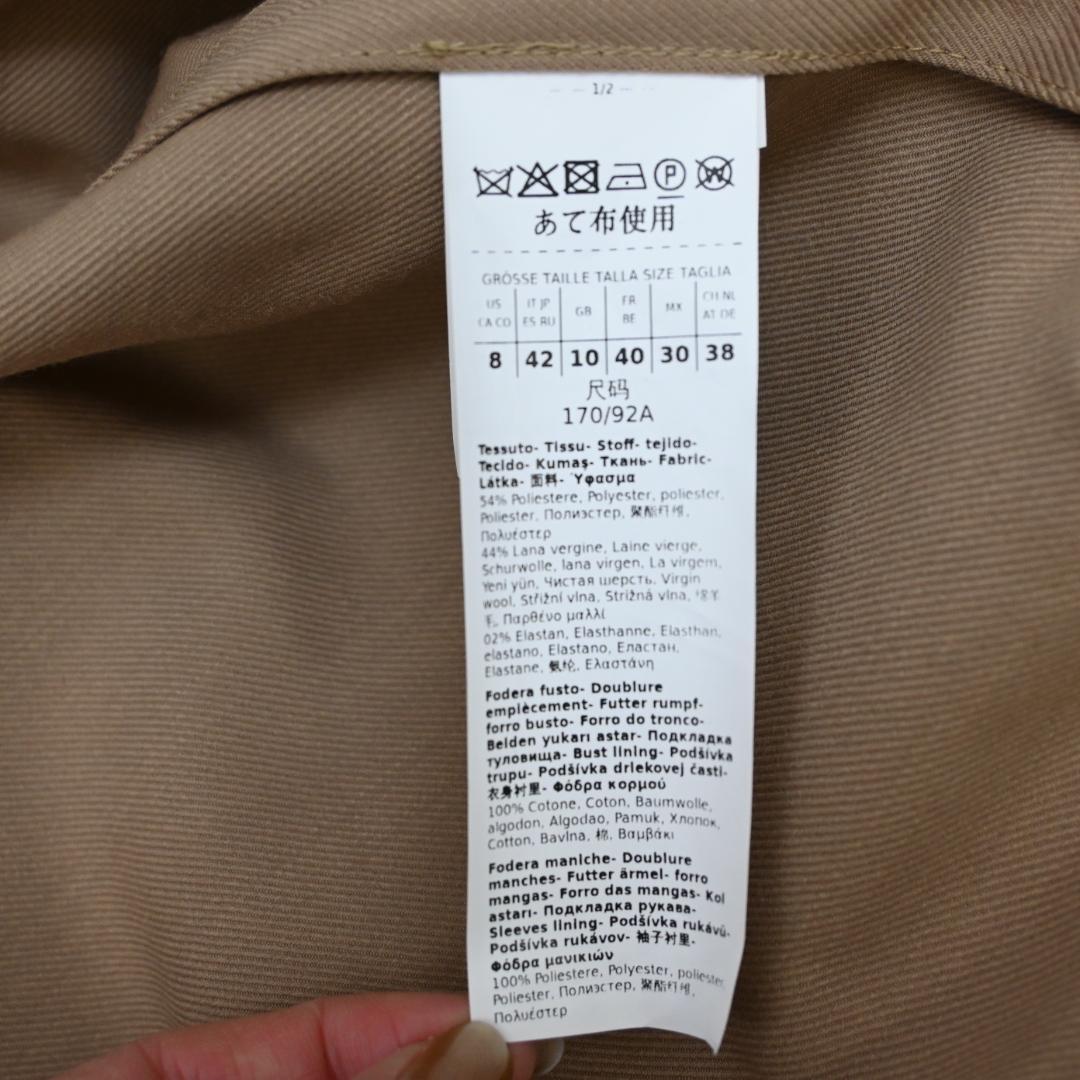 1/2
P W
あて布使用
GRÖSSE TAILLE TALLA SIZE TAGLIA
US IT JP GB FR MX CH NL
CA CO ES RU BE AT DE
8 42 10 40 30 38
尺码
170/92A
Tessuto- Tissu- Stoff- tejido-
Tecido- Kumaş- Ткань- Fabric-
Látka- 面料- Ύφασμα
54% Poliestere, Polyester, poliester,
Poliester, Полиэстер, 聚酯纤维,
Πολυέστερ
44% Lana vergine, Laine vierge,
Schurwolle, lana virgen, La virgem,
Yeni yün, Чистая шерсть, Virgin
wool, Střižní vlna, Strižná vlna, 绵羊
毛, Παρθένο μαλλί
02% Elastan, Elasthanne, Elasthan,
elastano, Elastano, Еластан,
Elastane, 氨纶, Ελαστάνη
Fodera fusto- Doublure
emplècement- Futter rumpf-
forro busto- Forro do tronco-
Beiden yukarı astar- Подкладка
туловища- Bust lining- Podšívka
trupu- Podšívka driekovej časti-
衣身衬里- Φόδρα κορμού
100% Cotone, Coton, Baumwolle,
algodon, Algodao, Pamuk, Хлопок,
Cotton, Bavlna, 棉, Βαμβάκι
Fodera maniche- Doublure
manches- Futter ärmel- forro
mangas- Forro das mangas- Kol
astarı- Подкладка рукава-
Sleeves lining- Podšívka rukávů-
Podšívka rukávov- 袖子衬里-
Φόδρα μανικιών
100% Poliestere, Polyester, poliester,
Poliester, Полиэстер, 聚酯纤维,
Πολυέστερ